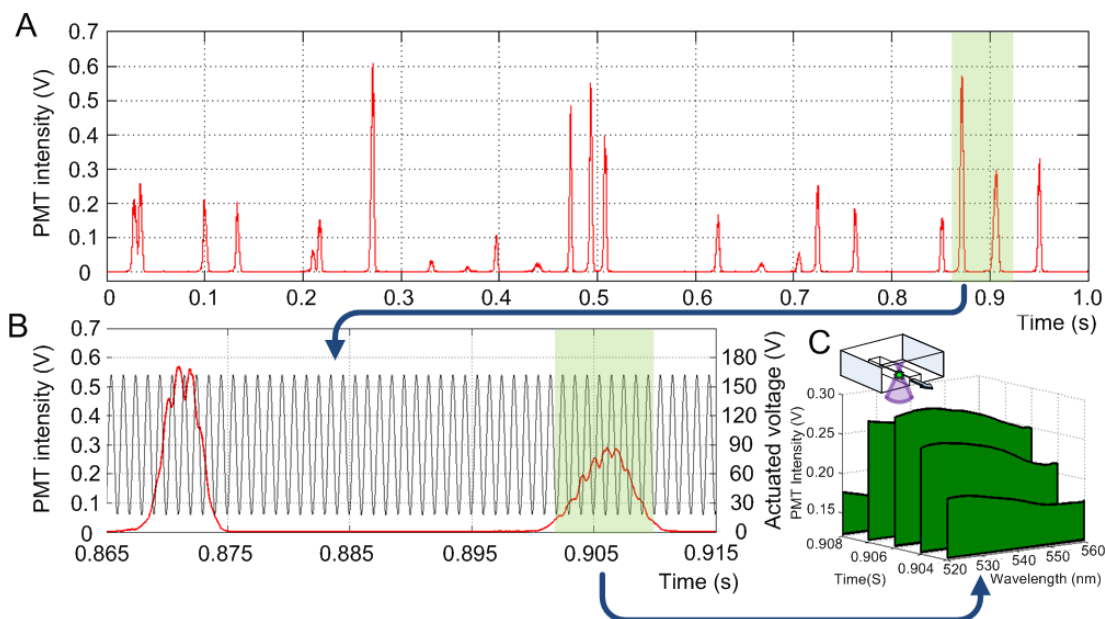 A
PMT intensity (V)
0.7
0.6
0.5
0.4
0.3
0.2
0.1
0
0 0.1 0.2 0.3 0.4 0.5 0.6 0.7 0.8 0.9 1.0
Time (s)
B
PMT intensity (V)
0.7
0.6
0.5
0.4
0.3
0.2
0.1
0
0.865 0.875 0.885 0.895 0.905 0.915
Time (s)
180
150
120
90
60
30
0
Actuated voltage (V)
C
PMT Intensity (V)
0.30
0.25
0.20
0.15
0.908 0.906 0.904
Time(S)
520 530 540 550 560
Wavelength (nm)